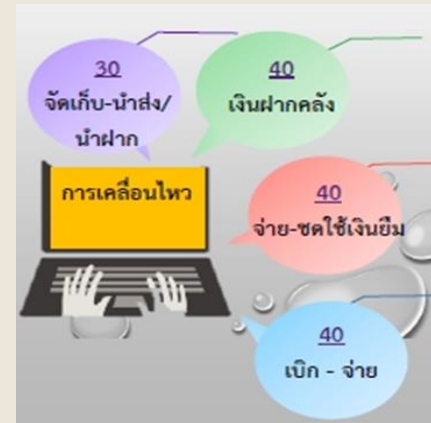 30
จัดเก็บ-นำส่ง/
นำฝาก
40
เงินฝากคลัง
การเคลื่อนไหว
40
จ่าย-ชดใช้เงินยืม
40
เบิก - จ่าย